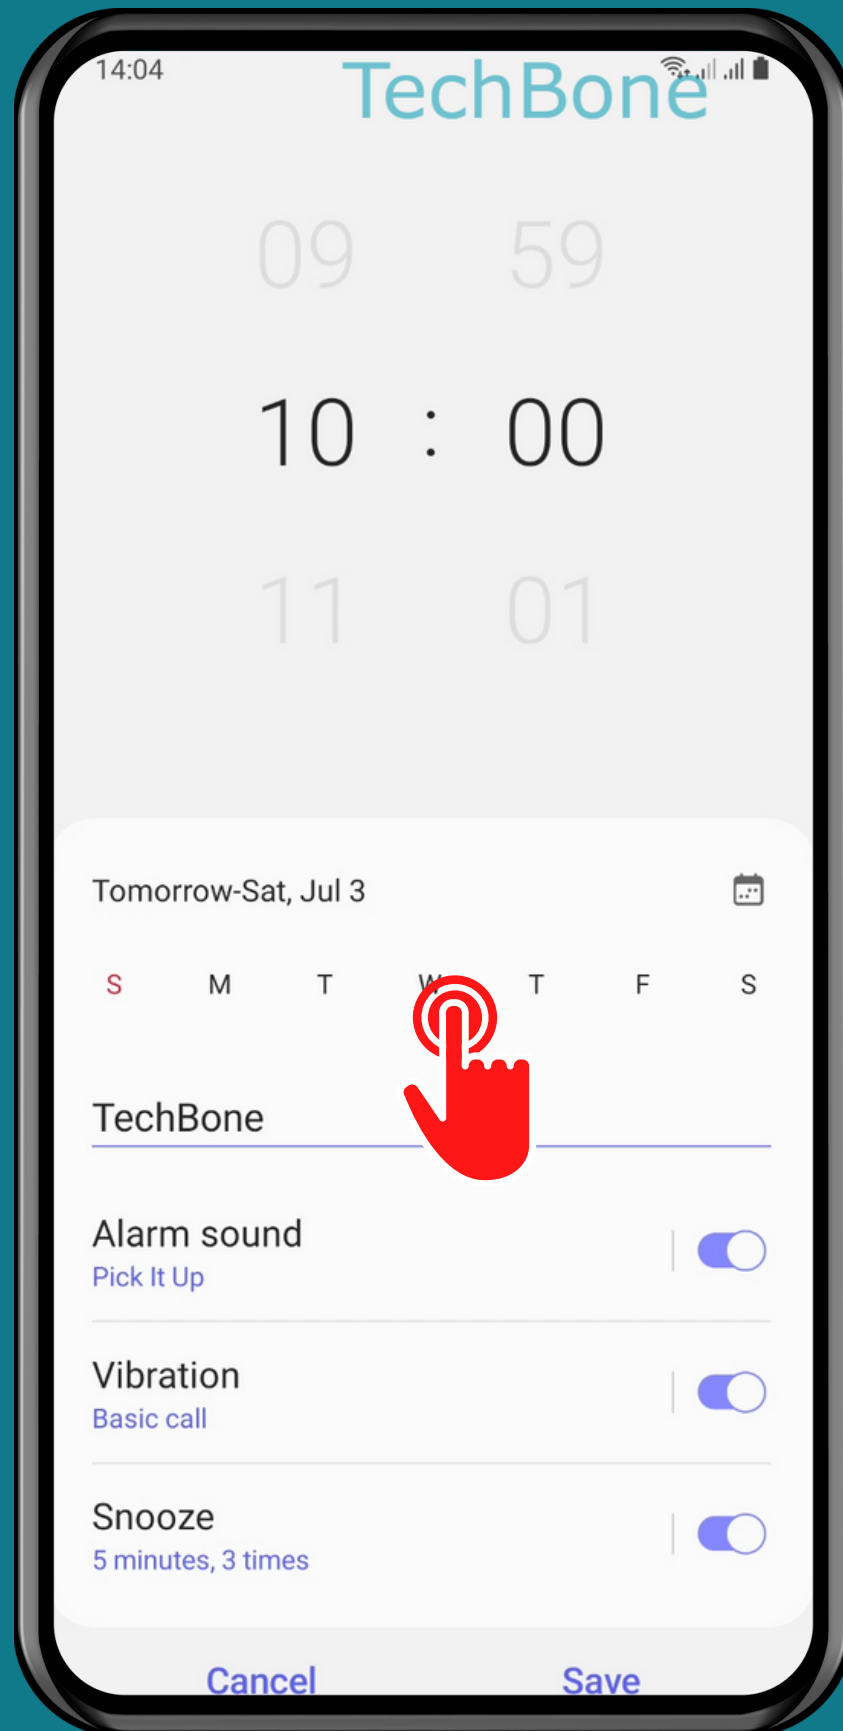 14:04
TechBone
09 59
10 : 00
11 01
Tomorrow-Sat, Jul 3
S M T W T F S
TechBone
Alarm sound
Pick It Up
Vibration
Basic call
Snooze
5 minutes, 3 times
Cancel Save